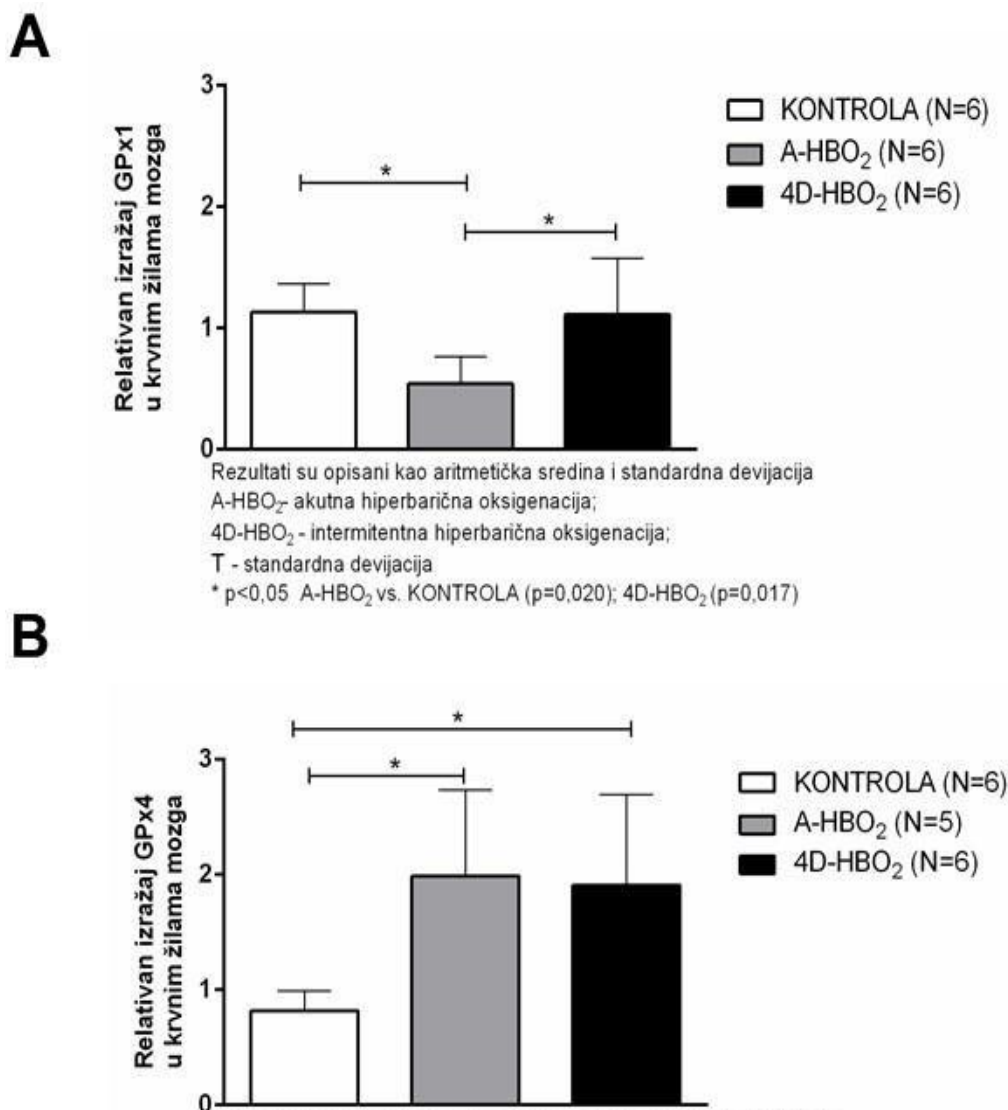 A
Relativan izražaj GPx1
u krvnim žilama mozga
3
2
1
0
*
*
KONTROLA (N=6)
A-HBO₂ (N=6)
4D-HBO₂ (N=6)
Rezultati su opisani kao aritmetička sredina i standardna devijacija
A-HBO₂- akutna hiperbarična oksigenacija;
4D-HBO₂ - intermitentna hiperbarična oksigenacija;
T - standardna devijacija
* p<0,05 A-HBO₂ vs. KONTROLA (p=0,020); 4D-HBO₂ (p=0,017)
B
Relativan izražaj GPx4
u krvnim žilama mozga
3
2
1
0
*
*
KONTROLA (N=6)
A-HBO₂ (N=5)
4D-HBO₂ (N=6)